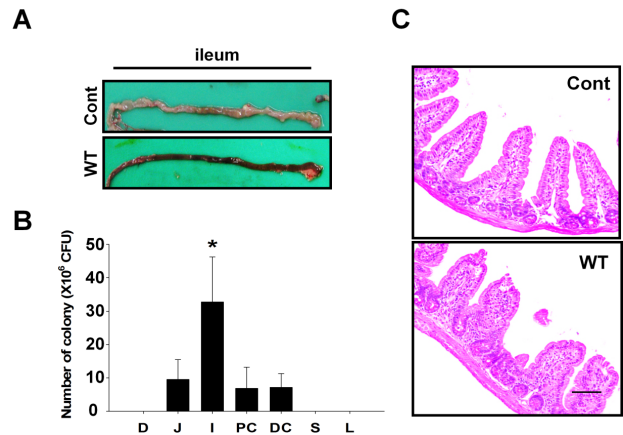 A
ileum
Cont
WT
B
Number of colony (X10⁶ CFU)
50
40
30
20
10
0
*
D J I PC DC S L
C
Cont
WT